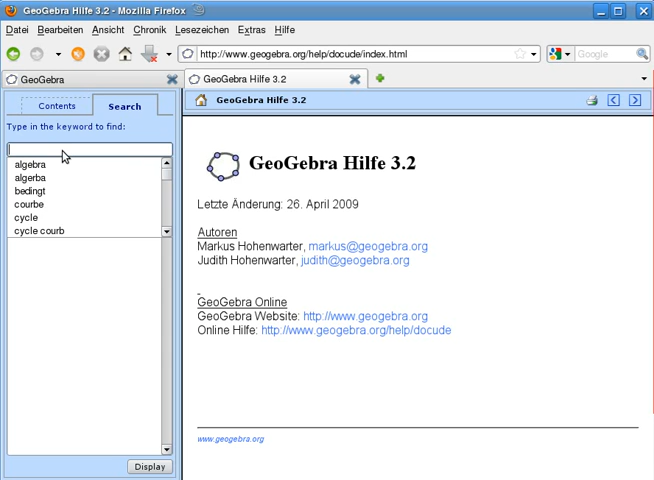 GeoGebra Hilfe 3.2 - Mozilla Firefox
Datei Bearbeiten Ansicht Chronik Lesezeichen Extras Hilfe
http://www.geogebra.org/help/docude/index.html
Google
GeoGebra
GeoGebra Hilfe 3.2
Contents
Search
Type in the keyword to find:
algebra
algerba
bedingt
courbe
cycle
cycle courb
Display
GeoGebra Hilfe 3.2
GeoGebra Hilfe 3.2
Letzte Änderung: 26. April 2009
Autoren
Markus Hohenwarter, markus@geogebra.org
Judith Hohenwarter, judith@geogebra.org
GeoGebra Online
GeoGebra Website: http://www.geogebra.org
Online Hilfe: http://www.geogebra.org/help/docude
www.geogebra.org